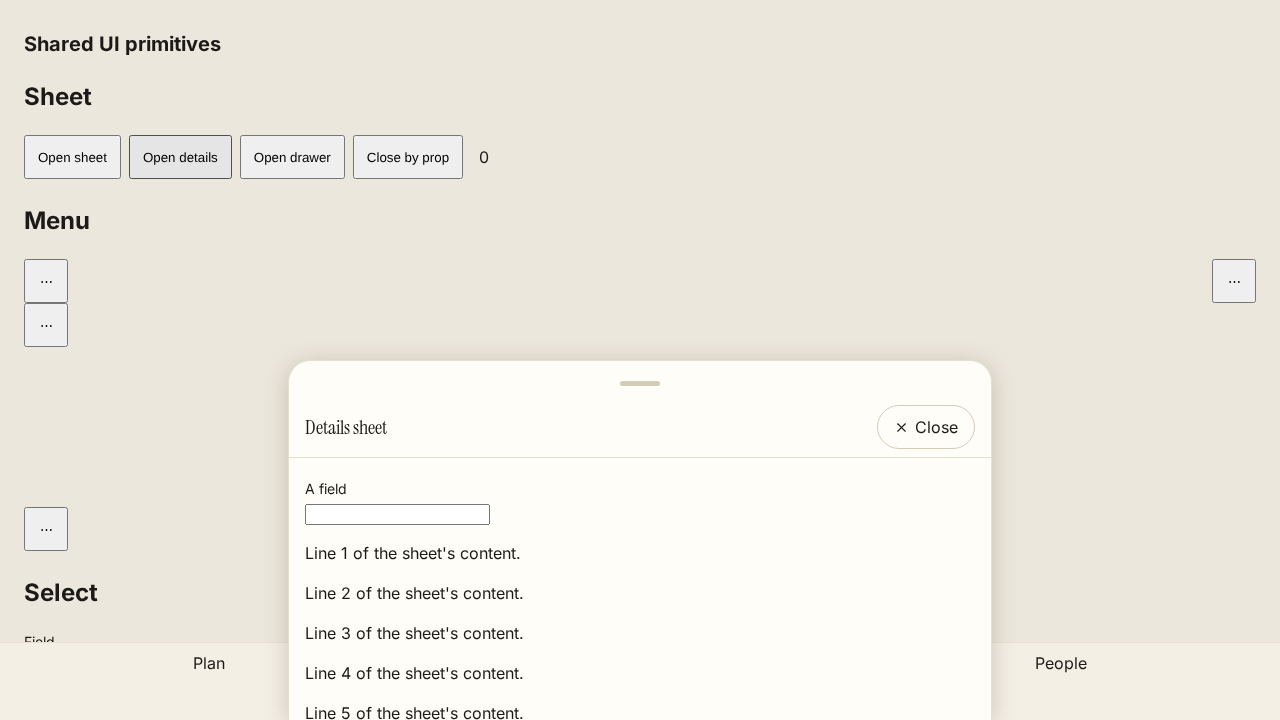 Shared UI primitives
Sheet
Open sheet Open details Open drawer Close by prop 0
Menu
... ...
...
Details sheet × Close
A field
...
Line 1 of the sheet's content.
Line 2 of the sheet's content.
Select
Line 3 of the sheet's content.
Field
Plan People
Line 4 of the sheet's content.
Line 5 of the sheet's content.